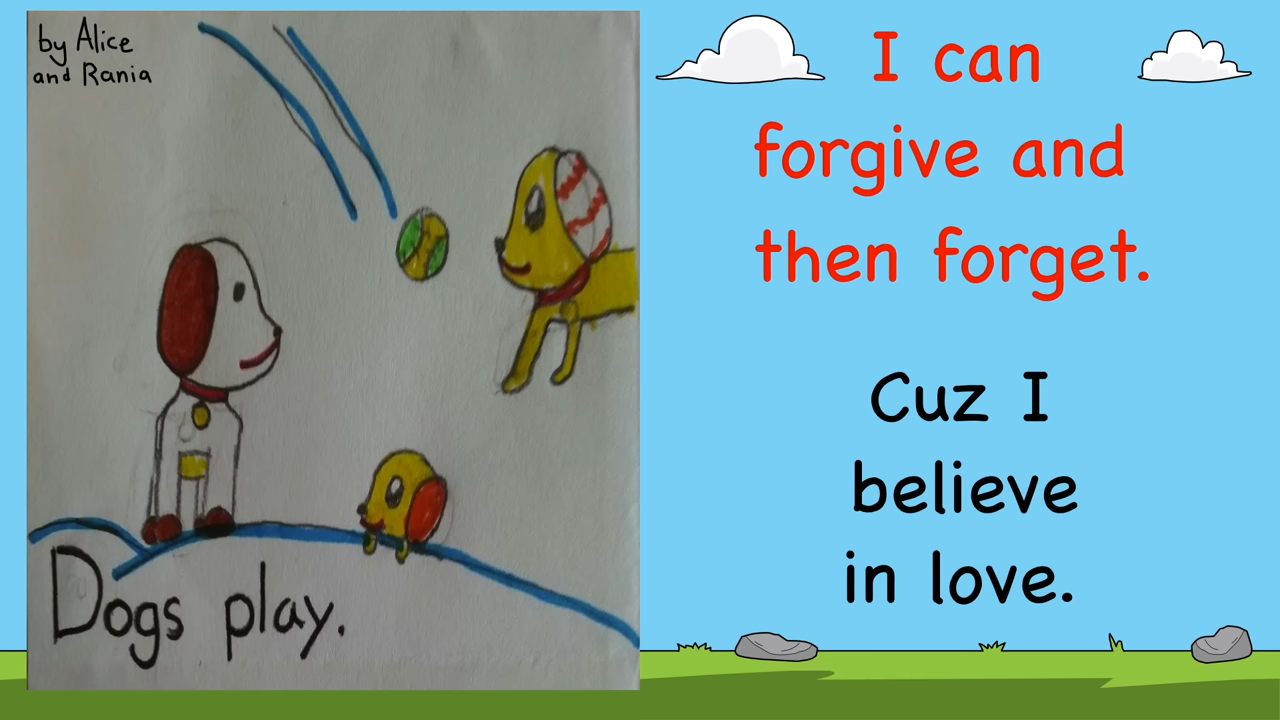 by Alice
and Rania
Dogs play.
I can
forgive and
then forget.
Cuz I
believe
in love.